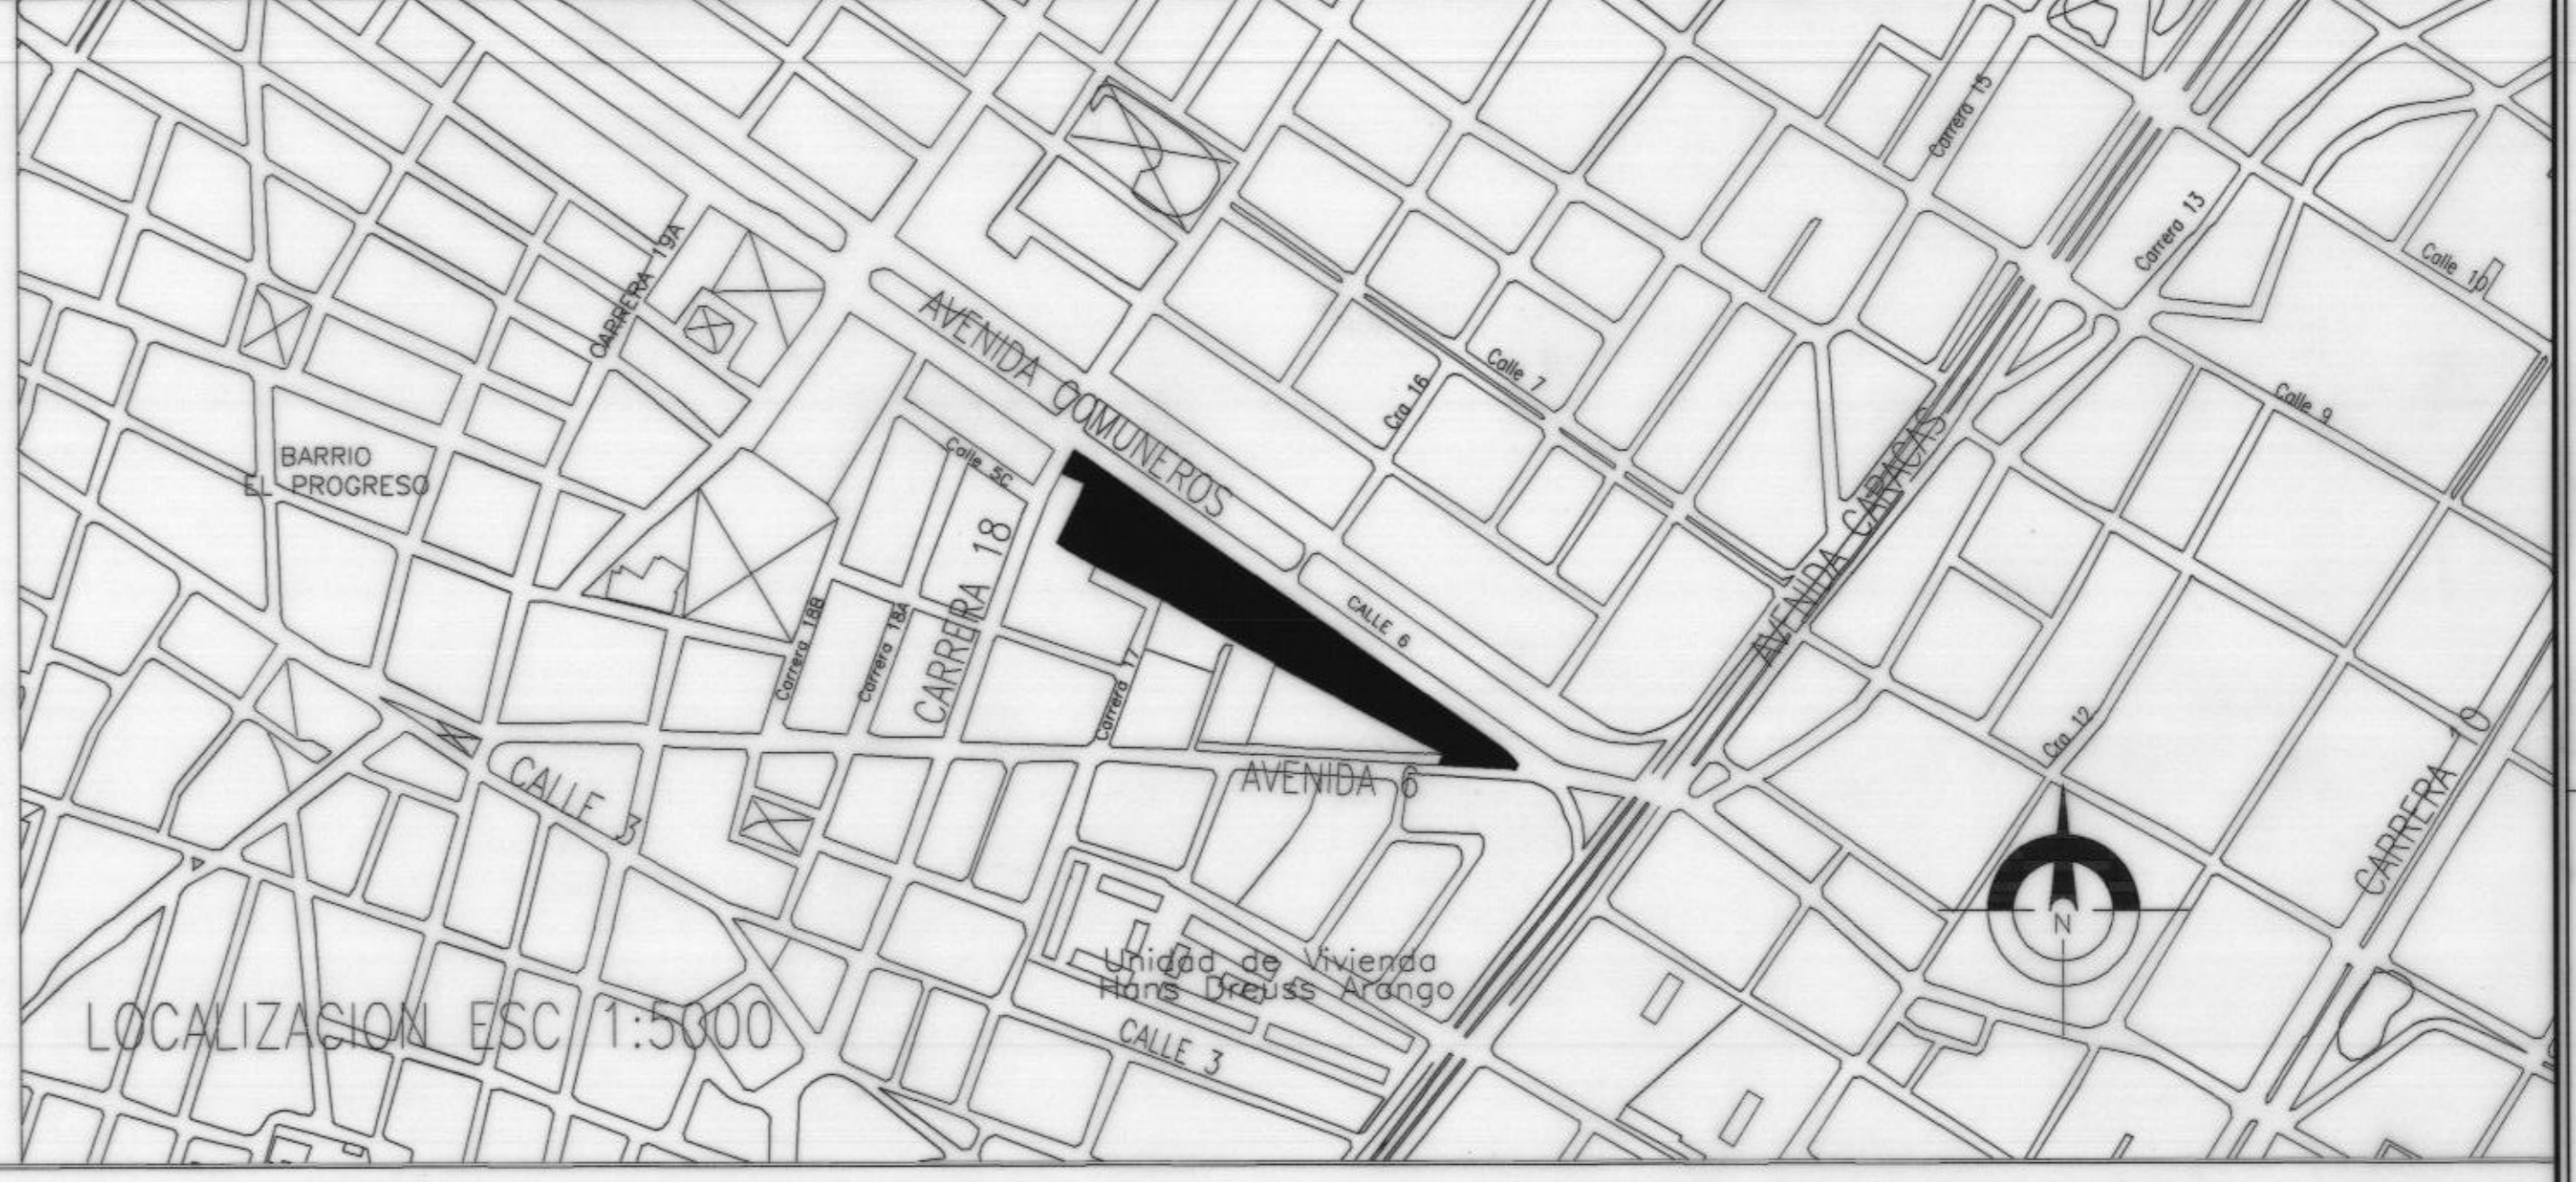 Carrera 15
Carrera 13
Calle 10
CARRERA 19A
AVENIDA COMUNEROS
Calle 7
Cra 16
Calle 9
AVENIDA CARACAS
BARRIO
EL PROGRESO
Calle 5C
CARRERA 18
CALLE 6
Carrera 18B
Carrera 18A
Carrera 17
Cra 12
CARRERA 10
CALLE 3
AVENIDA 6
N
Unidad de Vivienda
Hans Dreuss Arango
LOCALIZACION ESC 1:5000
CALLE 3